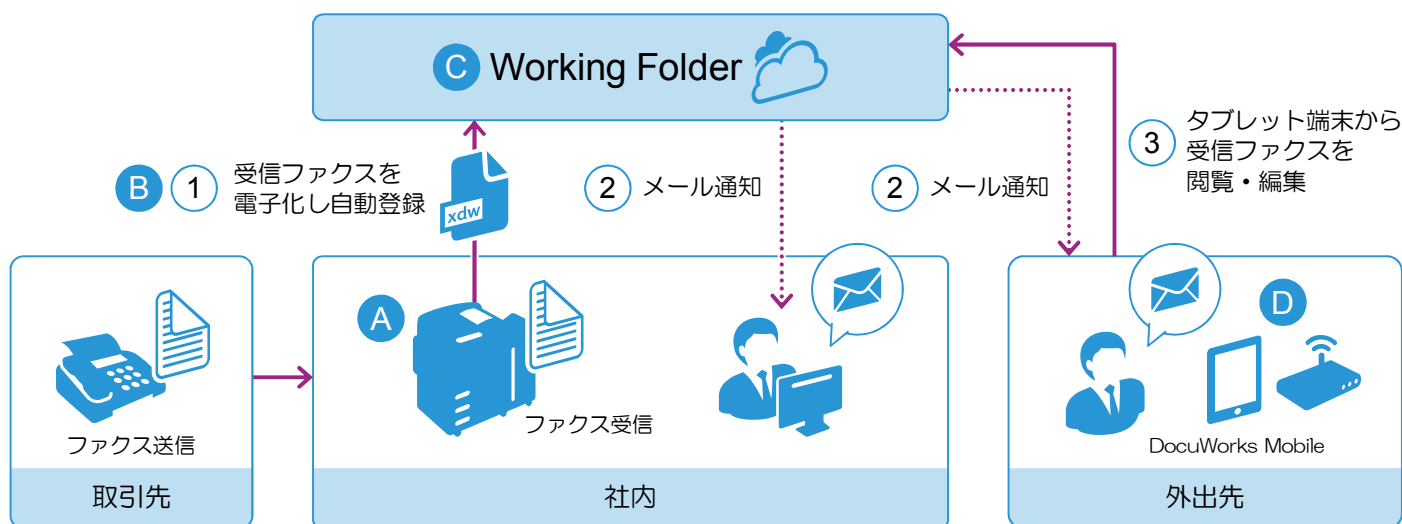 C Working Folder
B 1 受信ファクスを
電子化し自動登録
xdw
2 メール通知
2 メール通知
3 タブレット端末から
受信ファクスを
閲覧・編集
A
D
ファクス送信
ファクス受信
DocuWorks Mobile
取引先
社内
外出先